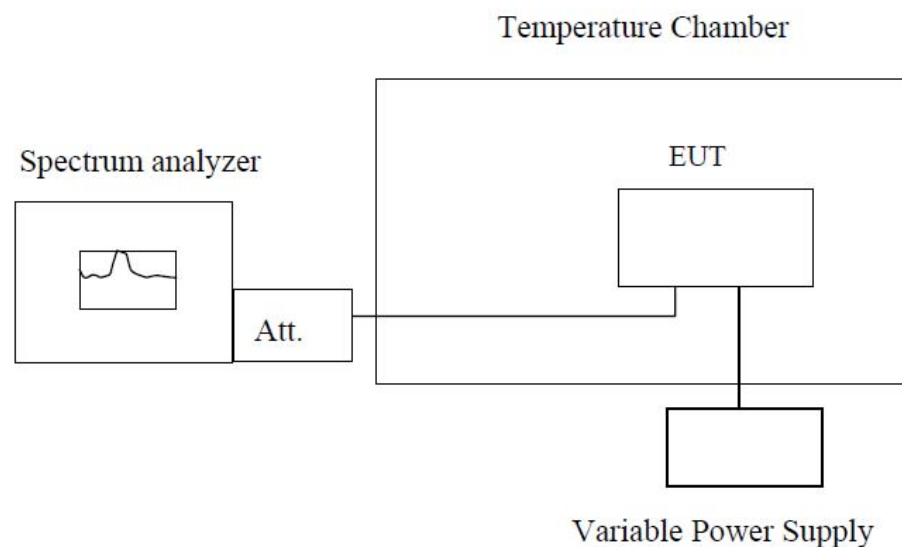 Temperature Chamber
Spectrum analyzer
EUT
Att.
Variable Power Supply